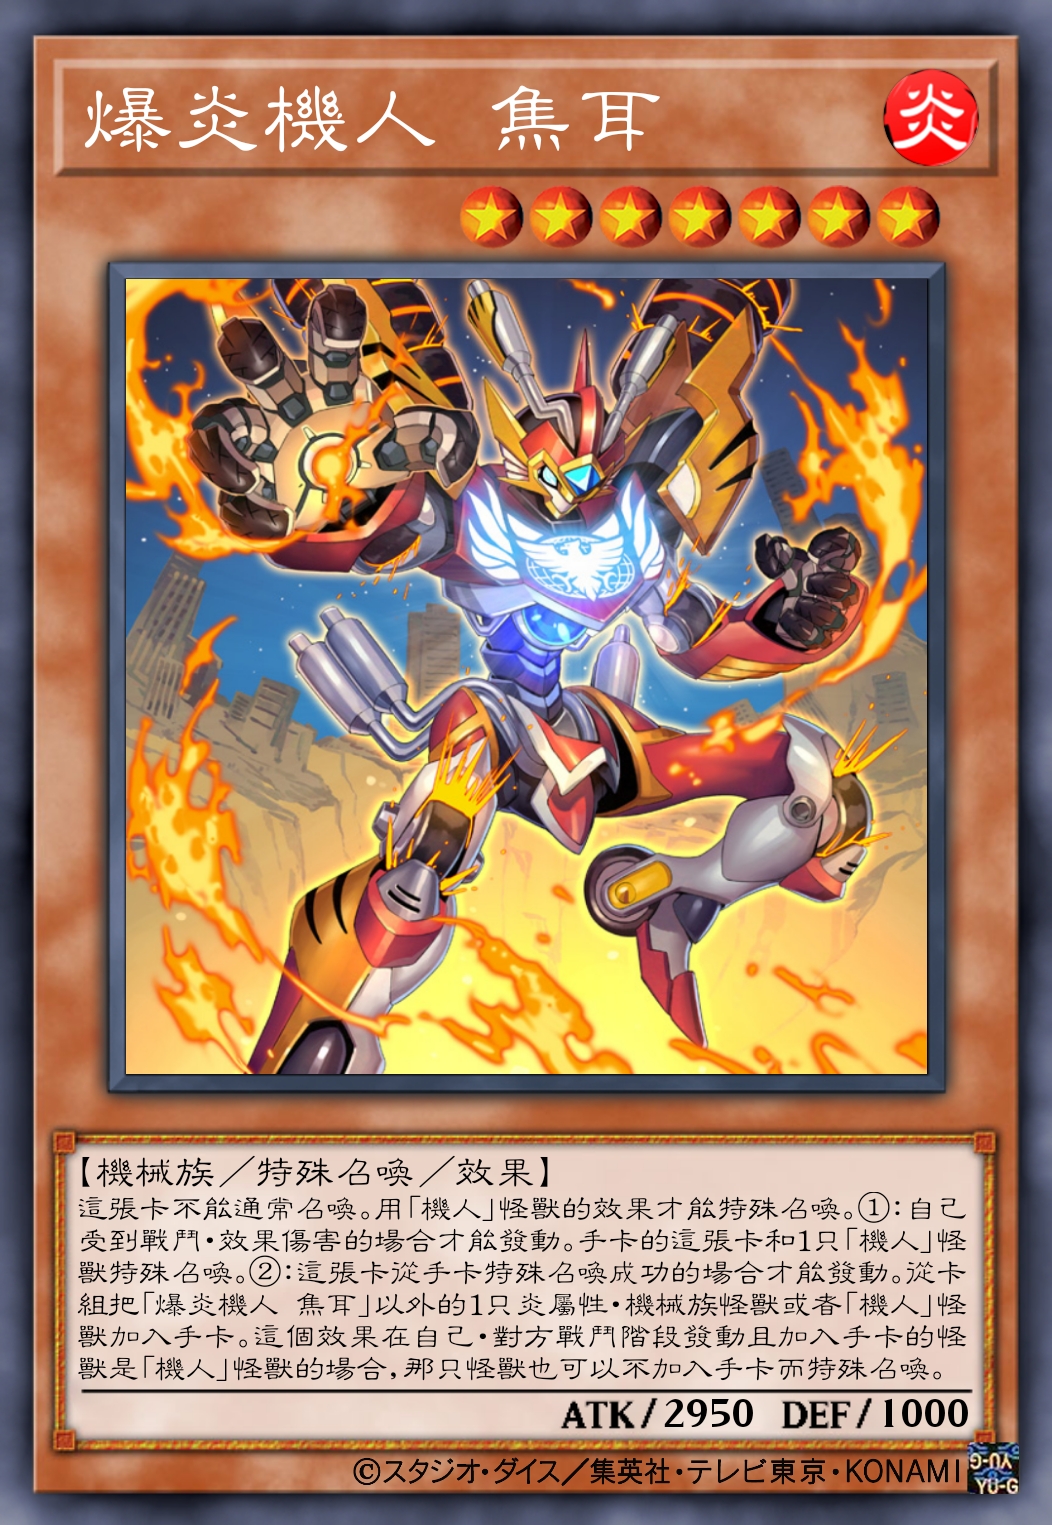 爆炎機人 焦耳
炎
【機械族／特殊召喚／效果】
這張卡不能通常召喚。用「機人」怪獸的效果才能特殊召喚。①：自己
受到戰鬥・效果傷害的場合才能發動。手卡的這張卡和1只「機人」怪
獸特殊召喚。②：這張卡從手卡特殊召喚成功的場合才能發動。從卡
組把「爆炎機人 焦耳」以外的1只炎屬性・機械族怪獸或者「機人」怪
獸加入手卡。這個效果在自己・對方戰鬥階段發動且加入手卡的怪
獸是「機人」怪獸的場合，那只怪獸也可以不加入手卡而特殊召喚。
ATK/2950 DEF/1000
©スタジオ・ダイス／集英社・テレビ東京・KONAMI